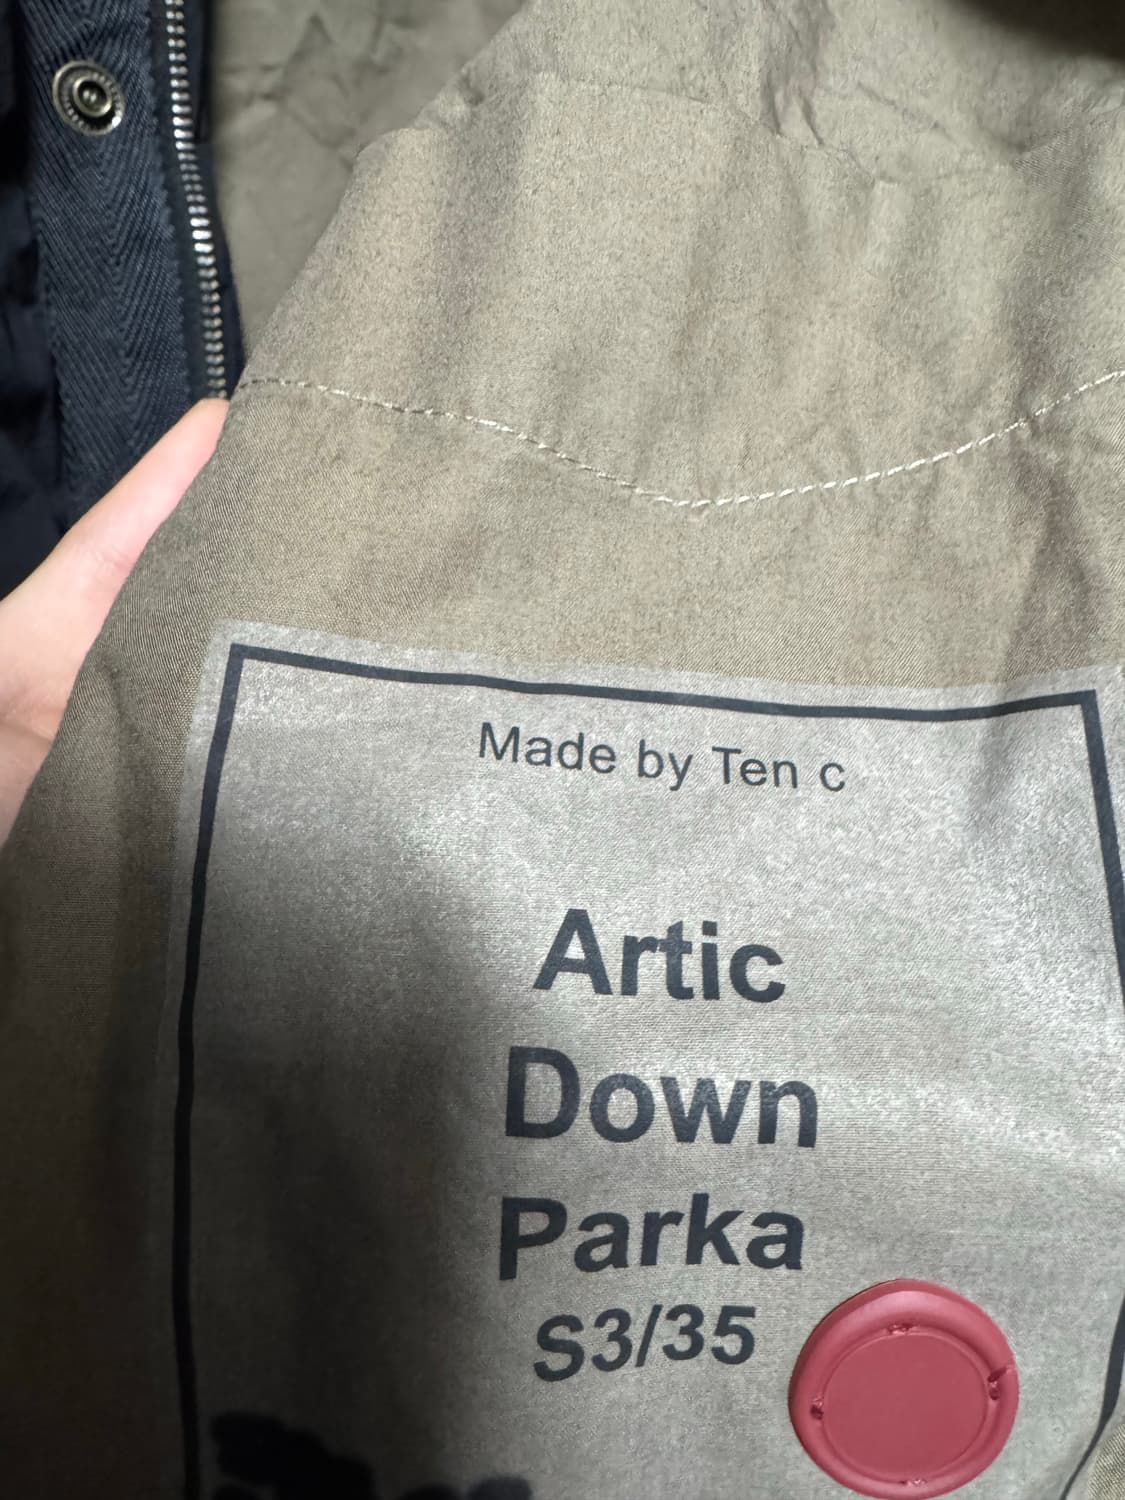 Made by Ten c
Artic
Down
Parka
S3/35